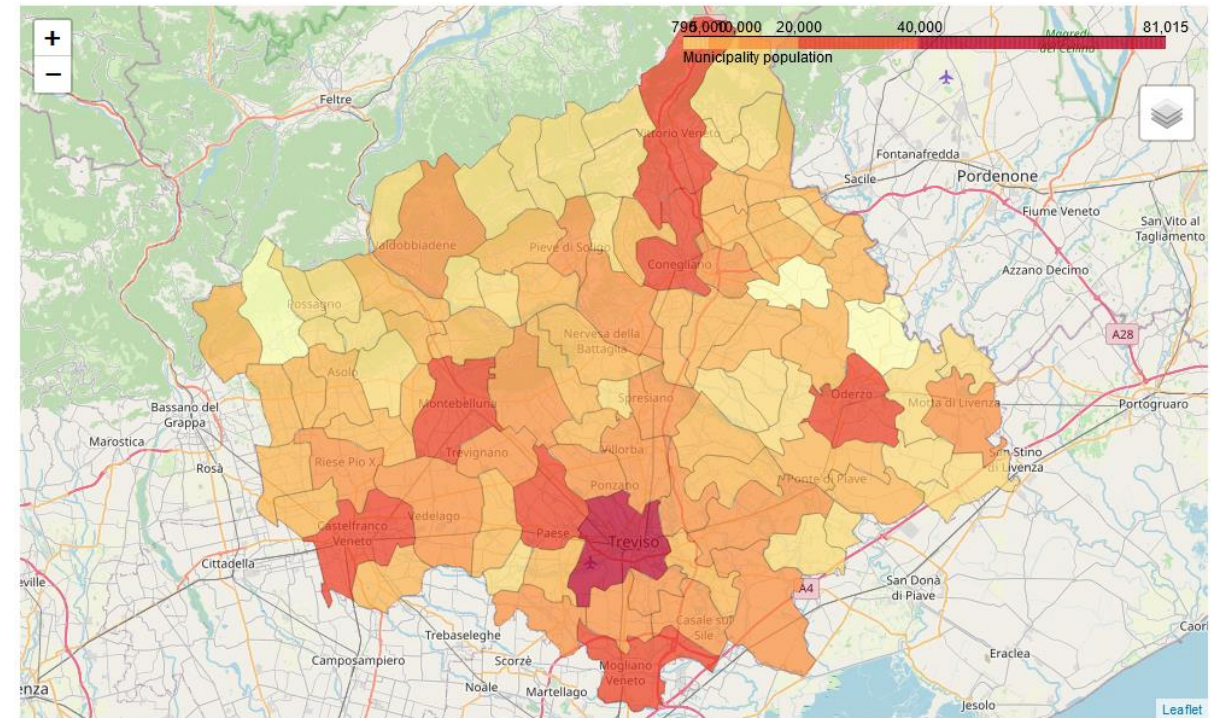 +
−
10,000
20,000
40,000
81,015
Municipality population
Feltre
Vittorio Veneto
Fontanafredda
Pordenone
Sacile
Fiume Veneto
San Vito al
Tagliamento
Valdobbiadene
Pieve di Soligo
Conegliano
Azzano Decimo
Possagno
Nervesa della
Battaglia
A28
Asolo
Spresiano
Oderzo
Motta di Livenza
Portogruaro
Bassano del
Grappa
Montebelluna
Marostica
Rosà
Riese Pio X
Trevignano
Villorba
San Stino
di Livenza
Ponzano
Ponte di Piave
Castelfranco
Veneto
Vedelago
Paese
Treviso
Cittadella
San Donà
di Piave
A4
Casale sul
Sile
Trebaseleghe
Camposampiero
Scorzè
Mogliano
Veneto
Eraclea
Noale
Martellago
Jesolo
Leaflet